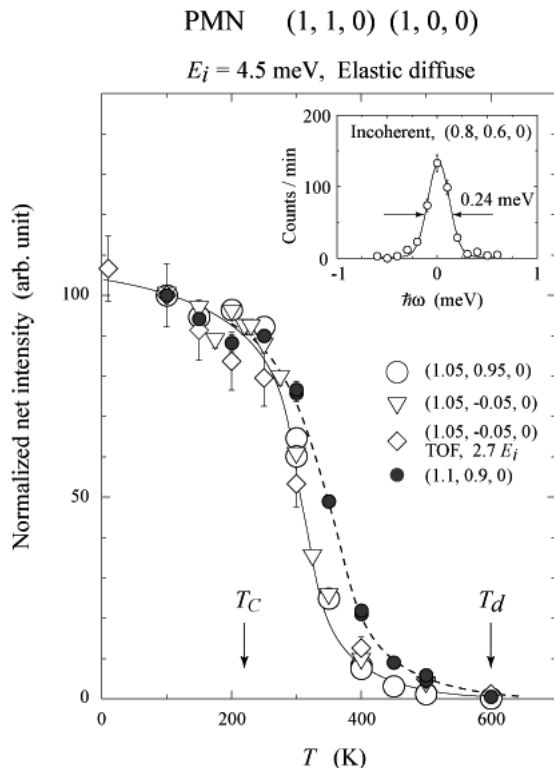 PMN (1, 1, 0) (1, 0, 0)
E_i = 4.5 meV, Elastic diffuse
200
150
100
50
0
Counts / min
Incoherent, (0.8, 0.6, 0)
0.24 meV
-1 0 1
ħω (meV)
(1.05, 0.95, 0)
(1.05, -0.05, 0)
(1.05, -0.05, 0)
TOF, 2.7 E_i
(1.1, 0.9, 0)
Normalized net intensity (arb. unit)
100
50
0
T_C
T_d
0 200 400 600
T (K)